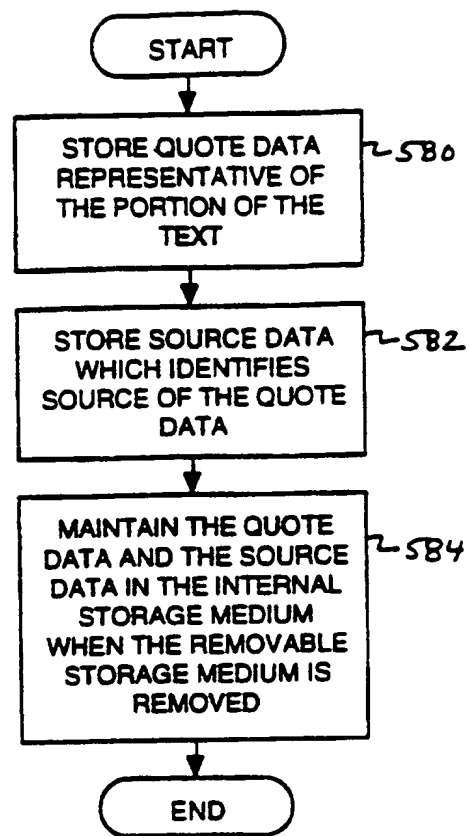 START
STORE QUOTE DATA
REPRESENTATIVE OF
THE PORTION OF THE
TEXT
580
STORE SOURCE DATA
WHICH IDENTIFIES
SOURCE OF THE QUOTE
DATA
582
MAINTAIN THE QUOTE
DATA AND THE SOURCE
DATA IN THE INTERNAL
STORAGE MEDIUM
WHEN THE REMOVABLE
STORAGE MEDIUM IS
REMOVED
584
END